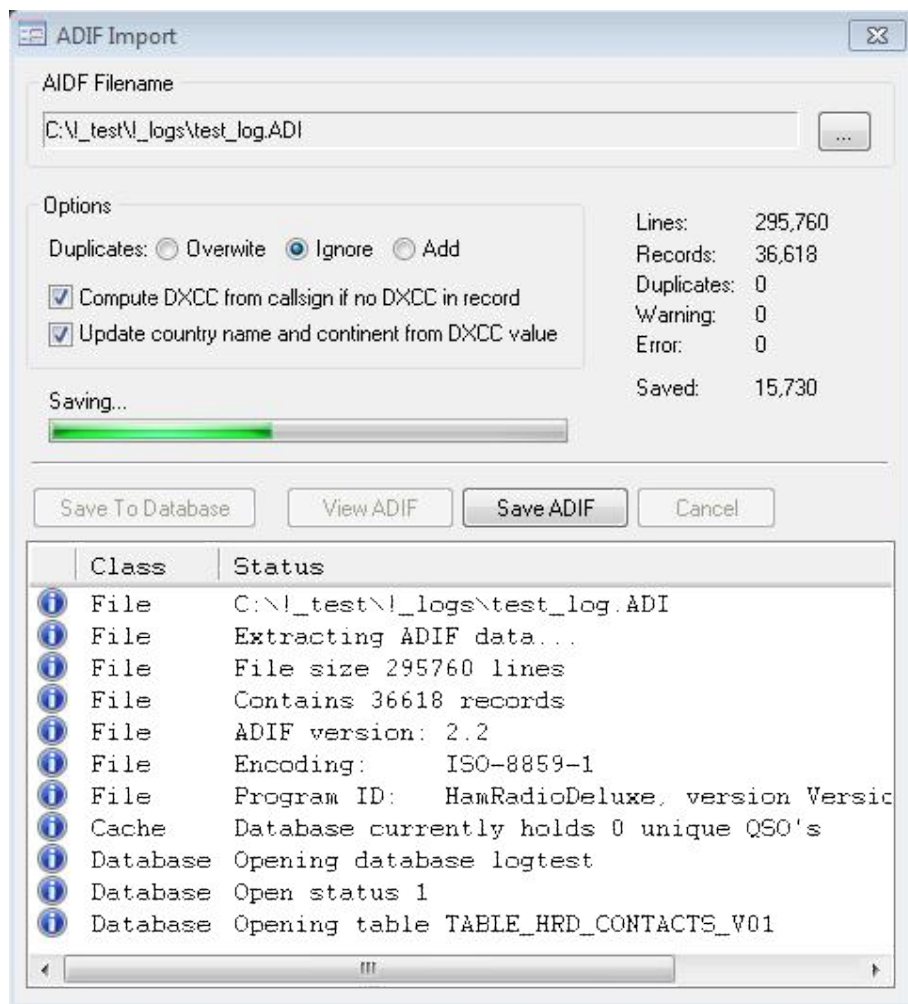 ADIF Import
AIDF Filename
C:\!_test\!_logs\test_log.ADI
...
Options
Duplicates: Overwite Ignore Add
Compute DXCC from callsign if no DXCC in record
Update country name and continent from DXCC value
Lines: 295,760
Records: 36,618
Duplicates: 0
Warning: 0
Error: 0
Saved: 15,730
Saving...
Save To Database View ADIF Save ADIF Cancel
Class Status
File C:\!_test\!_logs\test_log.ADI
File Extracting ADIF data...
File File size 295760 lines
File Contains 36618 records
File ADIF version: 2.2
File Encoding: ISO-8859-1
File Program ID: HamRadioDeluxe, version Versic
Cache Database currently holds 0 unique QSO's
Database Opening database logtest
Database Open status 1
Database Opening table TABLE_HRD_CONTACTS_V01